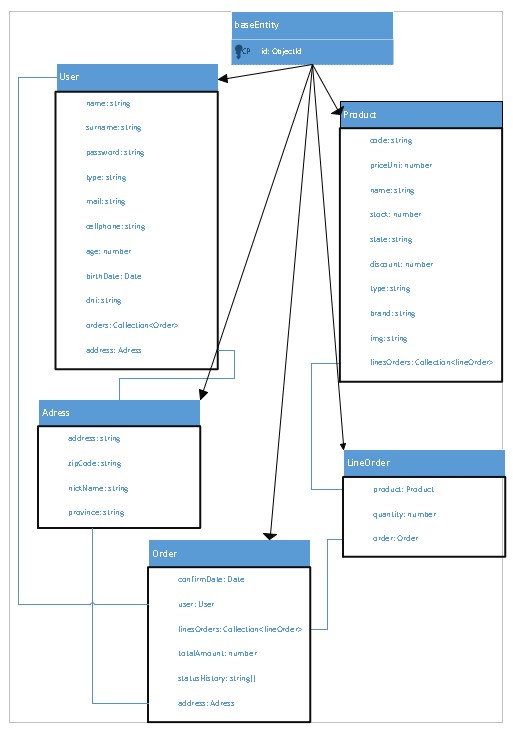 baseEntity
CP id: ObjectId
User
name: string
surname: string
password: string
type: string
mail: string
cellphone: string
age: number
birthDate: Date
dni: string
orders: Collection<Order>
address: Adress
Product
code: string
priceUni: number
name: string
stock: number
state: string
discount: number
type: string
brand: string
img: string
linesOrders: Collection<lineOrder>
Adress
address: string
zipCode: string
nickName: string
province: string
LineOrder
product: Product
quantity: number
order: Order
Order
confirmDate: Date
user: User
linesOrders: Collection<lineOrder>
totalAmount: number
statusHistory: string[]
address: Adress